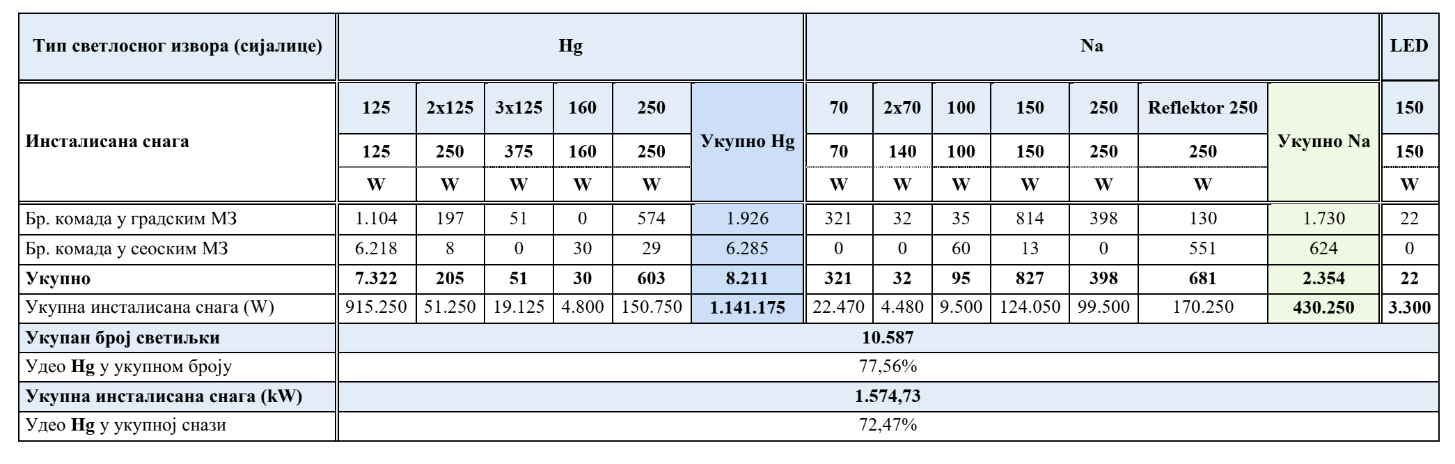 Тип светлосног извора (сијалице) Hg Na LED
Инсталисана снага 125 2x125 3x125 160 250 Укупно Hg 70 2x70 100 150 250 Reflektor 250 Укупно Na 150
125 250 375 160 250 70 140 100 150 250 250 150
W W W W W W W W W W W W
Бр. комада у градским МЗ 1.104 197 51 0 574 1.926 321 32 35 814 398 130 1.730 22
Бр. комада у сеоским МЗ 6.218 8 0 30 29 6.285 0 0 60 13 0 551 624 0
Укупно 7.322 205 51 30 603 8.211 321 32 95 827 398 681 2.354 22
Укупна инсталисана снага (W) 915.250 51.250 19.125 4.800 150.750 1.141.175 22.470 4.480 9.500 124.050 99.500 170.250 430.250 3.300
Укупан број светиљки 10.587
Удео Hg у укупном броју 77,56%
Укупна инсталисана снага (kW) 1.574,73
Удео Hg у укупној снази 72,47%